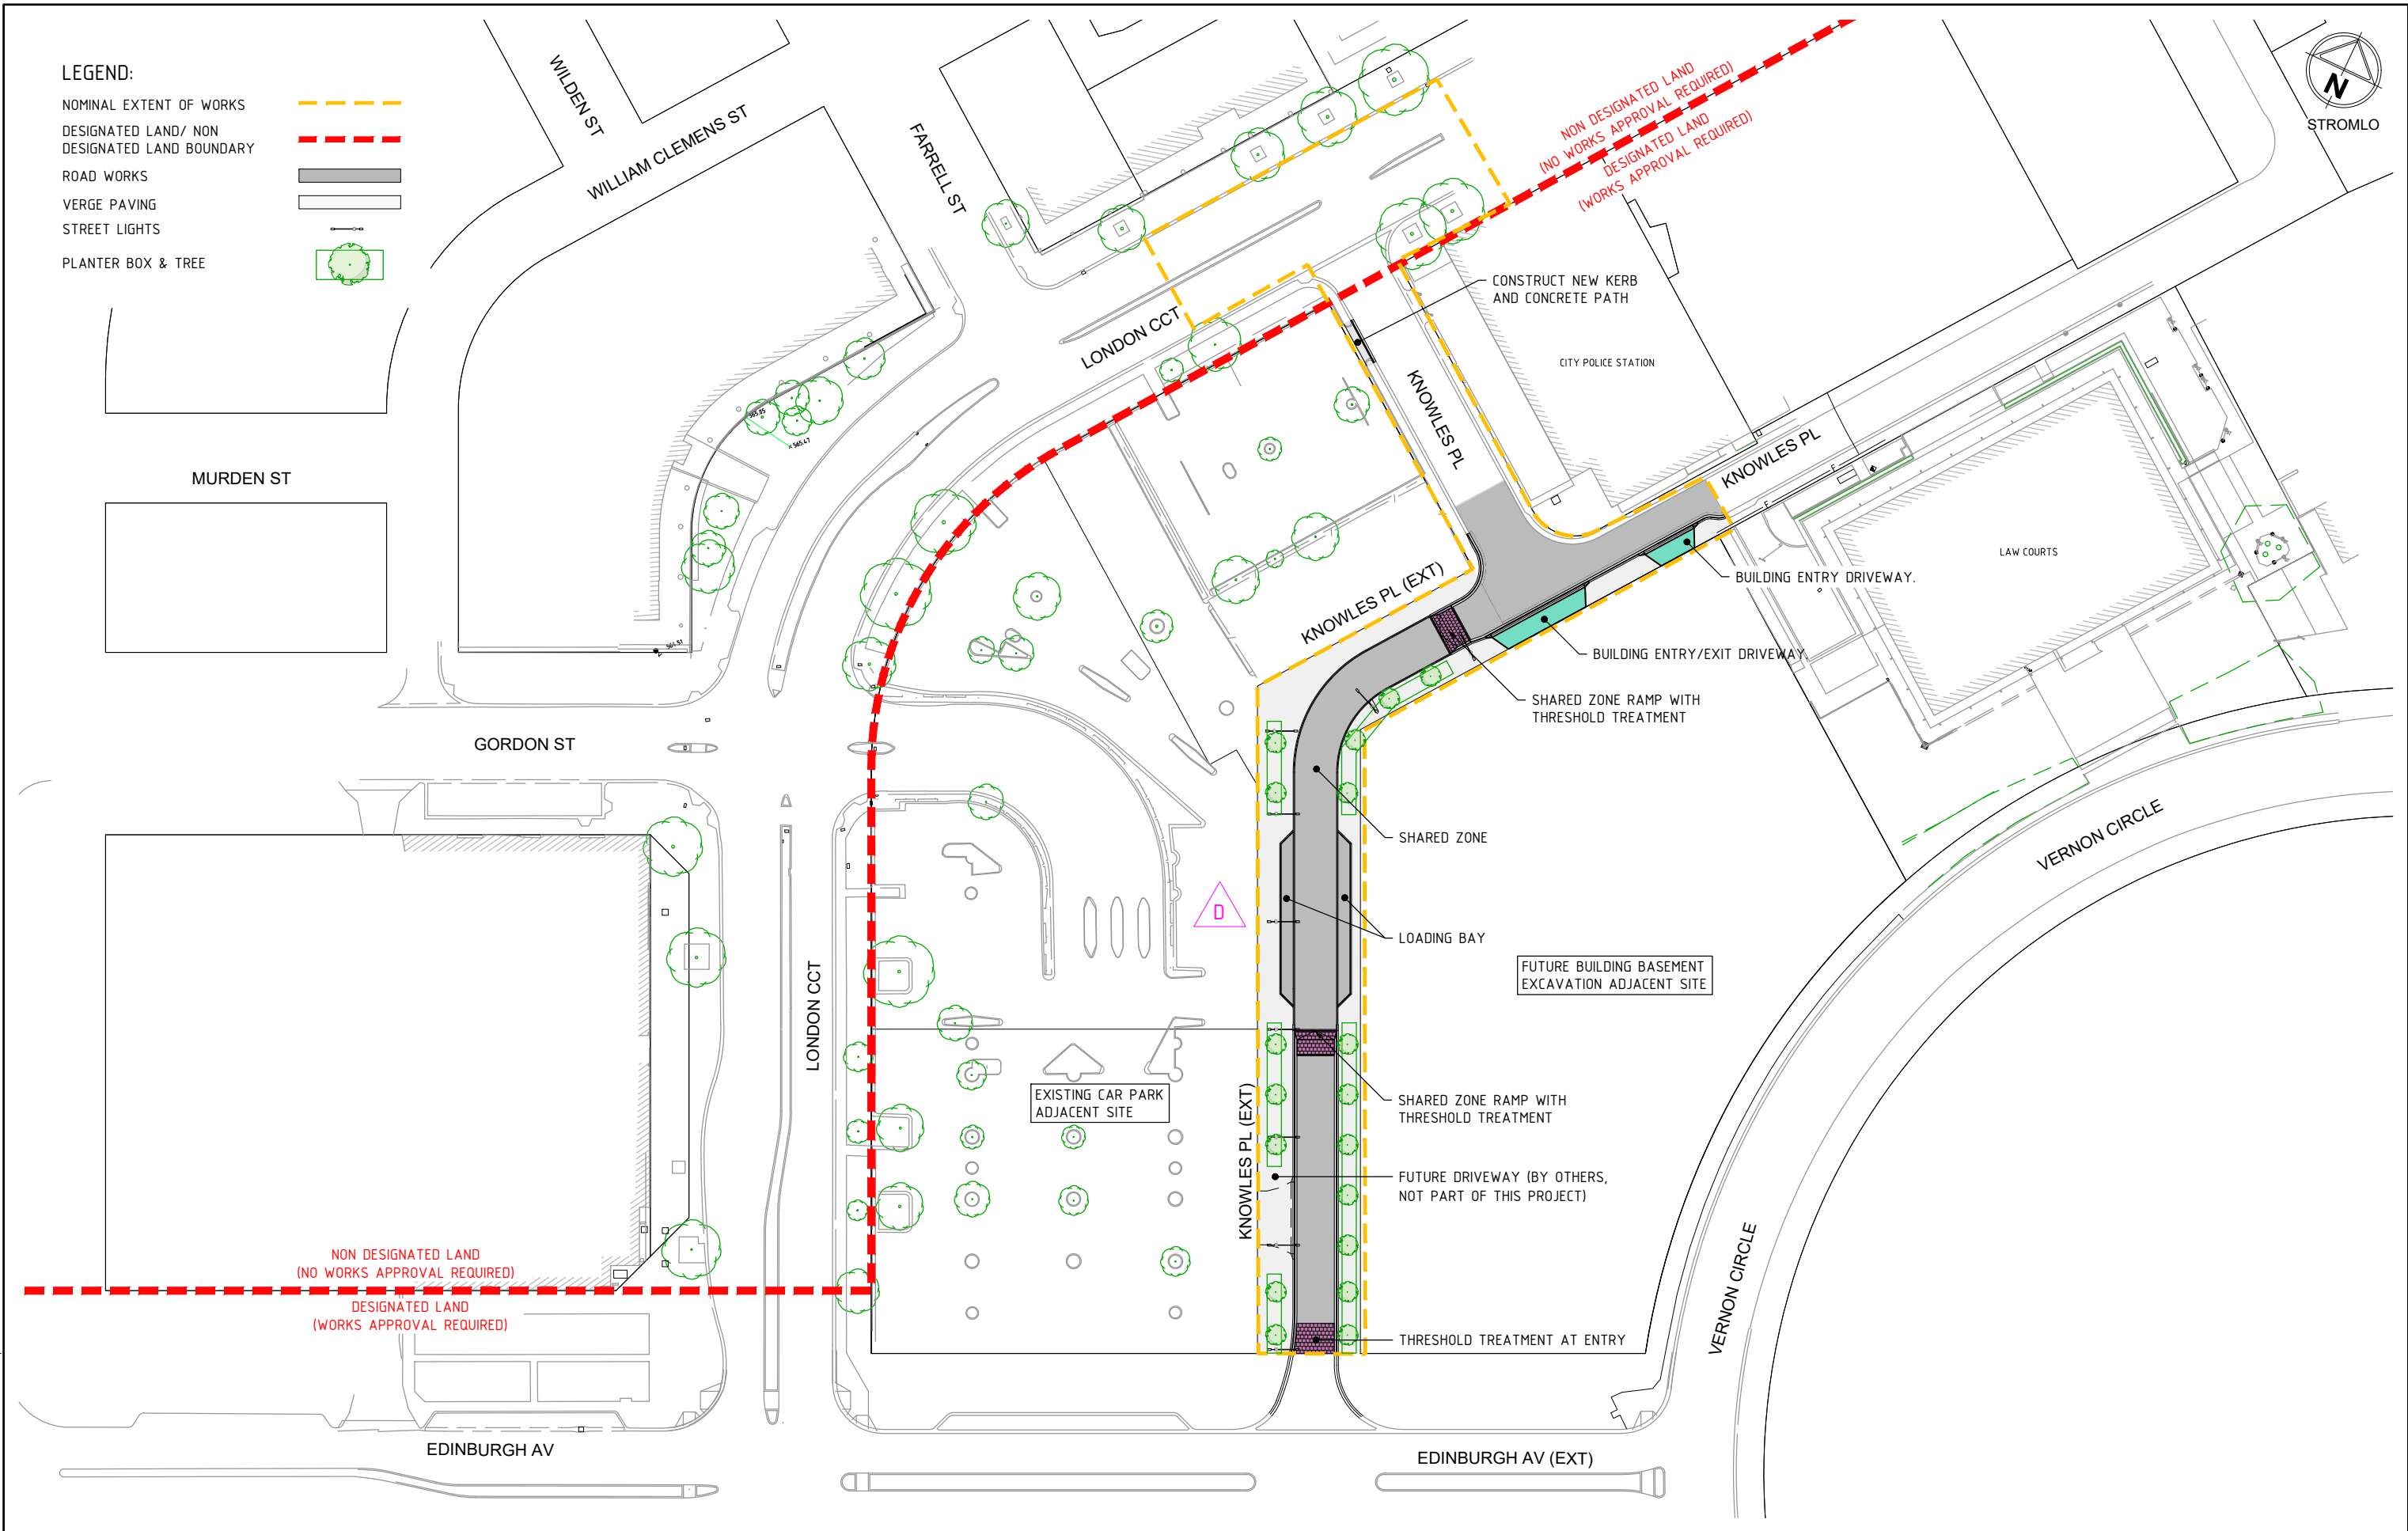 LEGEND:
NOMINAL EXTENT OF WORKS
DESIGNATED LAND/ NON
DESIGNATED LAND BOUNDARY
ROAD WORKS
VERGE PAVING
STREET LIGHTS
PLANTER BOX & TREE
WILDEN ST
WILLIAM CLEMENS ST
FARRELL ST
NON DESIGNATED LAND
(NO WORKS APPROVAL REQUIRED)
DESIGNATED LAND
(WORKS APPROVAL REQUIRED)
N
STROMLO
CONSTRUCT NEW KERB
AND CONCRETE PATH
LONDON CCT
CITY POLICE STATION
KNOWLES PL
KNOWLES PL
565.85
565.47
MURDEN ST
F
F
LAW COURTS
BUILDING ENTRY DRIVEWAY.
KNOWLES PL (EXT)
564.51
BUILDING ENTRY/EXIT DRIVEWAY.
SHARED ZONE RAMP WITH
THRESHOLD TREATMENT
GORDON ST
SHARED ZONE
VERNON CIRCLE
D
LOADING BAY
FUTURE BUILDING BASEMENT
EXCAVATION ADJACENT SITE
LONDON CCT
EXISTING CAR PARK
ADJACENT SITE
SHARED ZONE RAMP WITH
THRESHOLD TREATMENT
KNOWLES PL (EXT)
FUTURE DRIVEWAY (BY OTHERS,
NOT PART OF THIS PROJECT)
NON DESIGNATED LAND
(NO WORKS APPROVAL REQUIRED)
DESIGNATED LAND
(WORKS APPROVAL REQUIRED)
VERNON CIRCLE
THRESHOLD TREATMENT AT ENTRY
EDINBURGH AV
EDINBURGH AV (EXT)